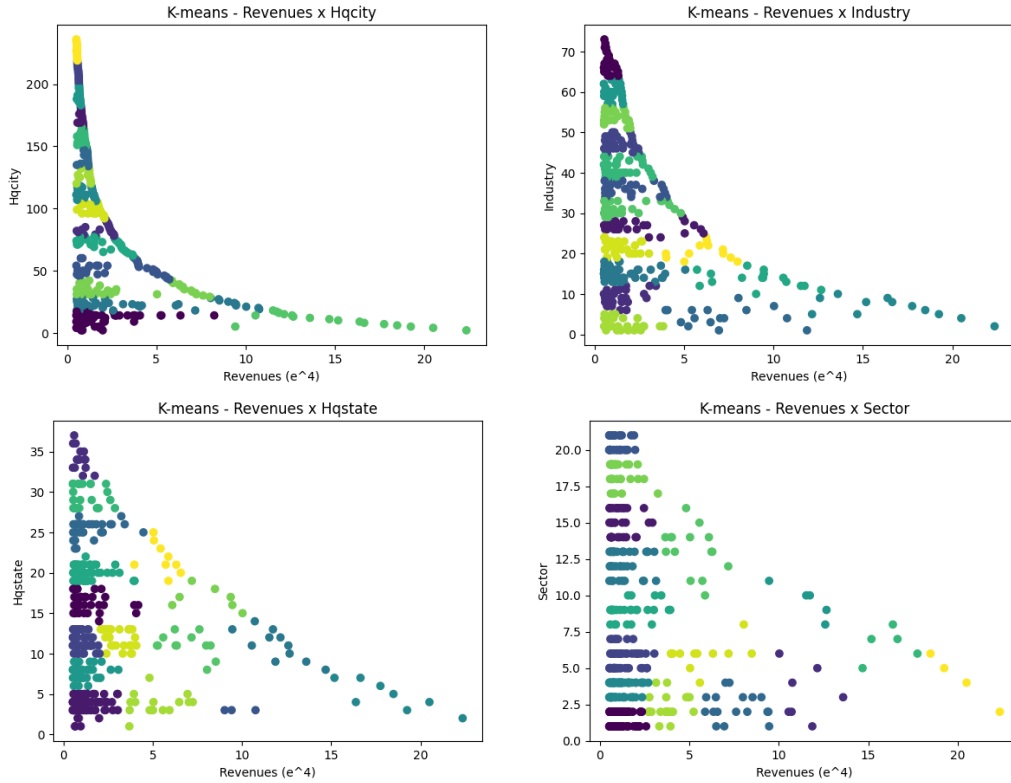 K-means - Revenues x Hqcity
Hqcity
200
150
100
50
0
0 5 10 15 20
Revenues (e^4)
K-means - Revenues x Industry
Industry
70
60
50
40
30
20
10
0
0 5 10 15 20
Revenues (e^4)
K-means - Revenues x Hqstate
Hqstate
35
30
25
20
15
10
5
0
0 5 10 15 20
Revenues (e^4)
K-means - Revenues x Sector
Sector
20.0
17.5
15.0
12.5
10.0
7.5
5.0
2.5
0.0
0 5 10 15 20
Revenues (e^4)